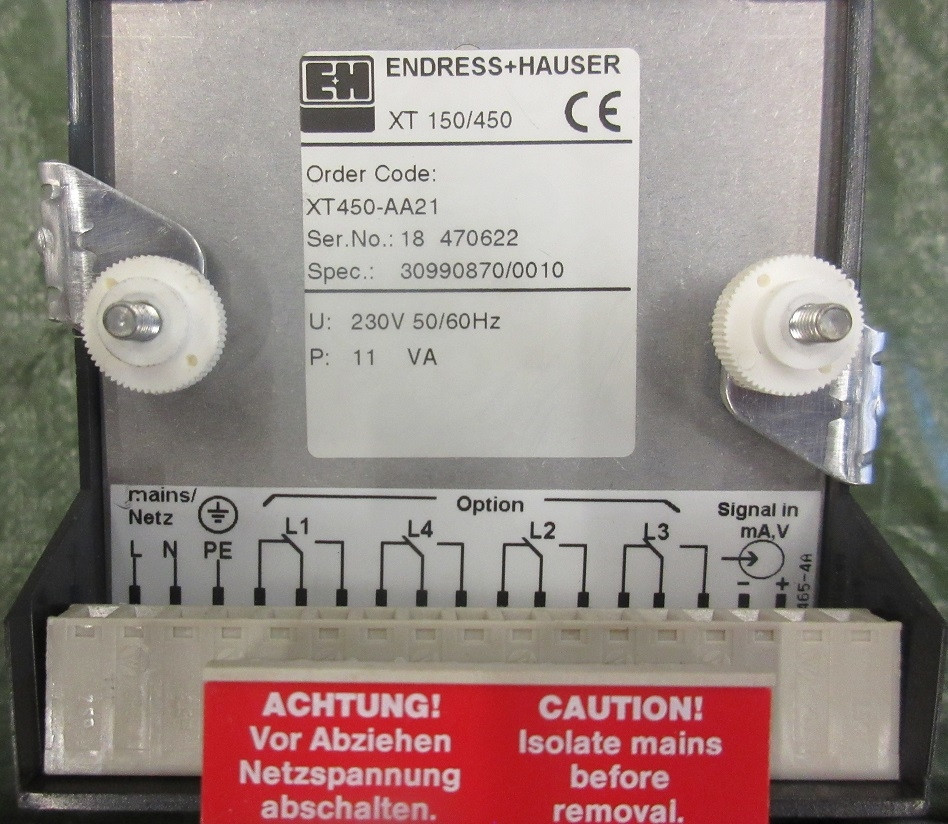 EH
ENDRESS+HAUSER
XT 150/450
CE
Order Code:
XT450-AA21
Ser.No.: 18 470622
Spec.: 30990870/0010
U: 230V 50/60Hz
P: 11 VA
mains/
Netz
L N PE
Option
L1 L4 L2 L3
Signal in
mA,V
- +
465-4A
ACHTUNG!
Vor Abziehen
Netzspannung
abschalten.
CAUTION!
Isolate mains
before
removal.